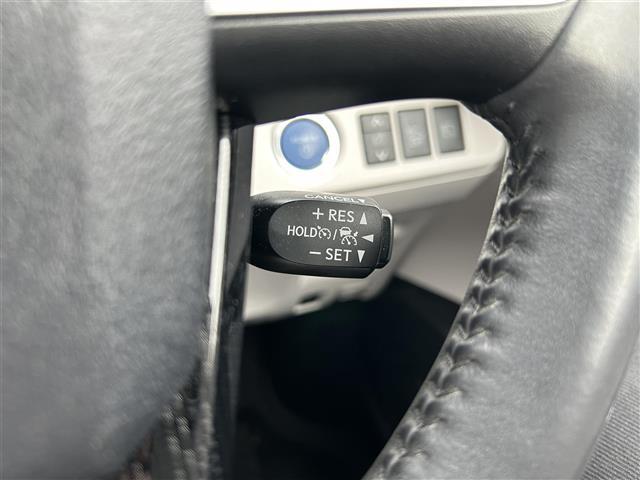 CANCEL▼
+ RES ▲
HOLD / ◀
− SET ▼